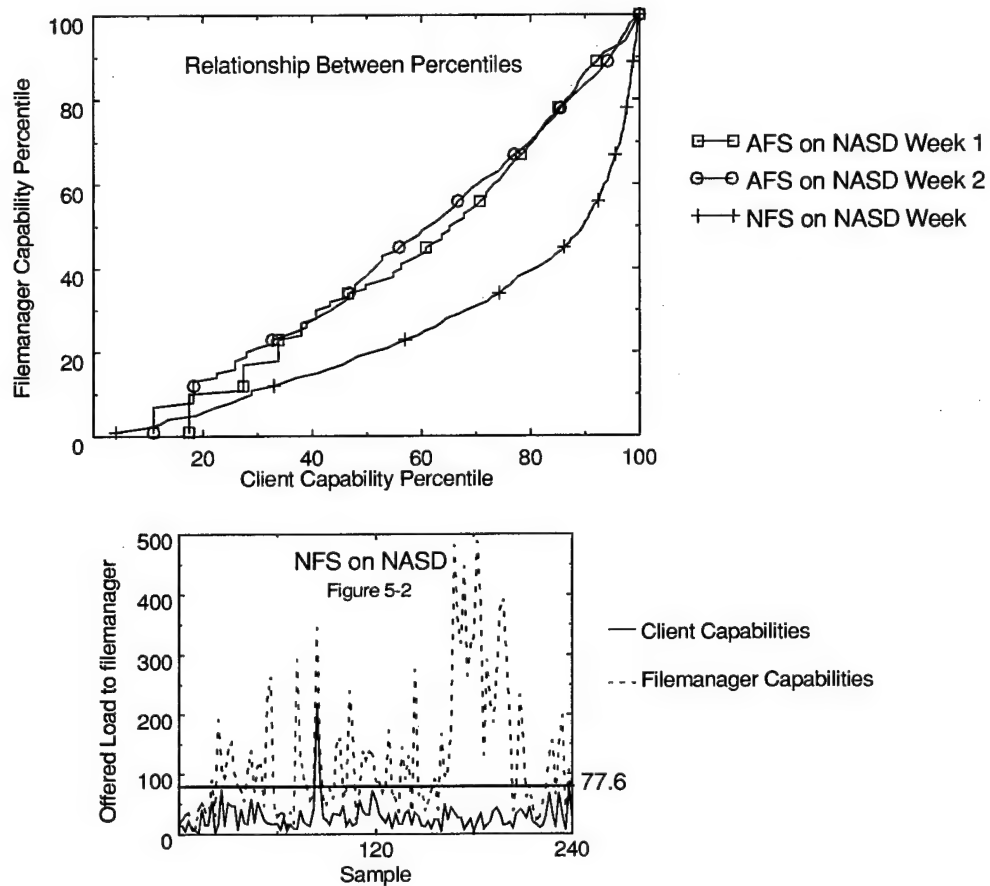 100
80
60
40
20
0
Filemanager Capability Percentile
Relationship Between Percentiles
20
40
60
80
100
Client Capability Percentile
AFS on NASD Week 1
AFS on NASD Week 2
NFS on NASD Week
500
400
300
200
100
0
Offered Load to filemanager
NFS on NASD
Figure 5-2
77.6
120
240
Sample
Client Capabilities
Filemanager Capabilities